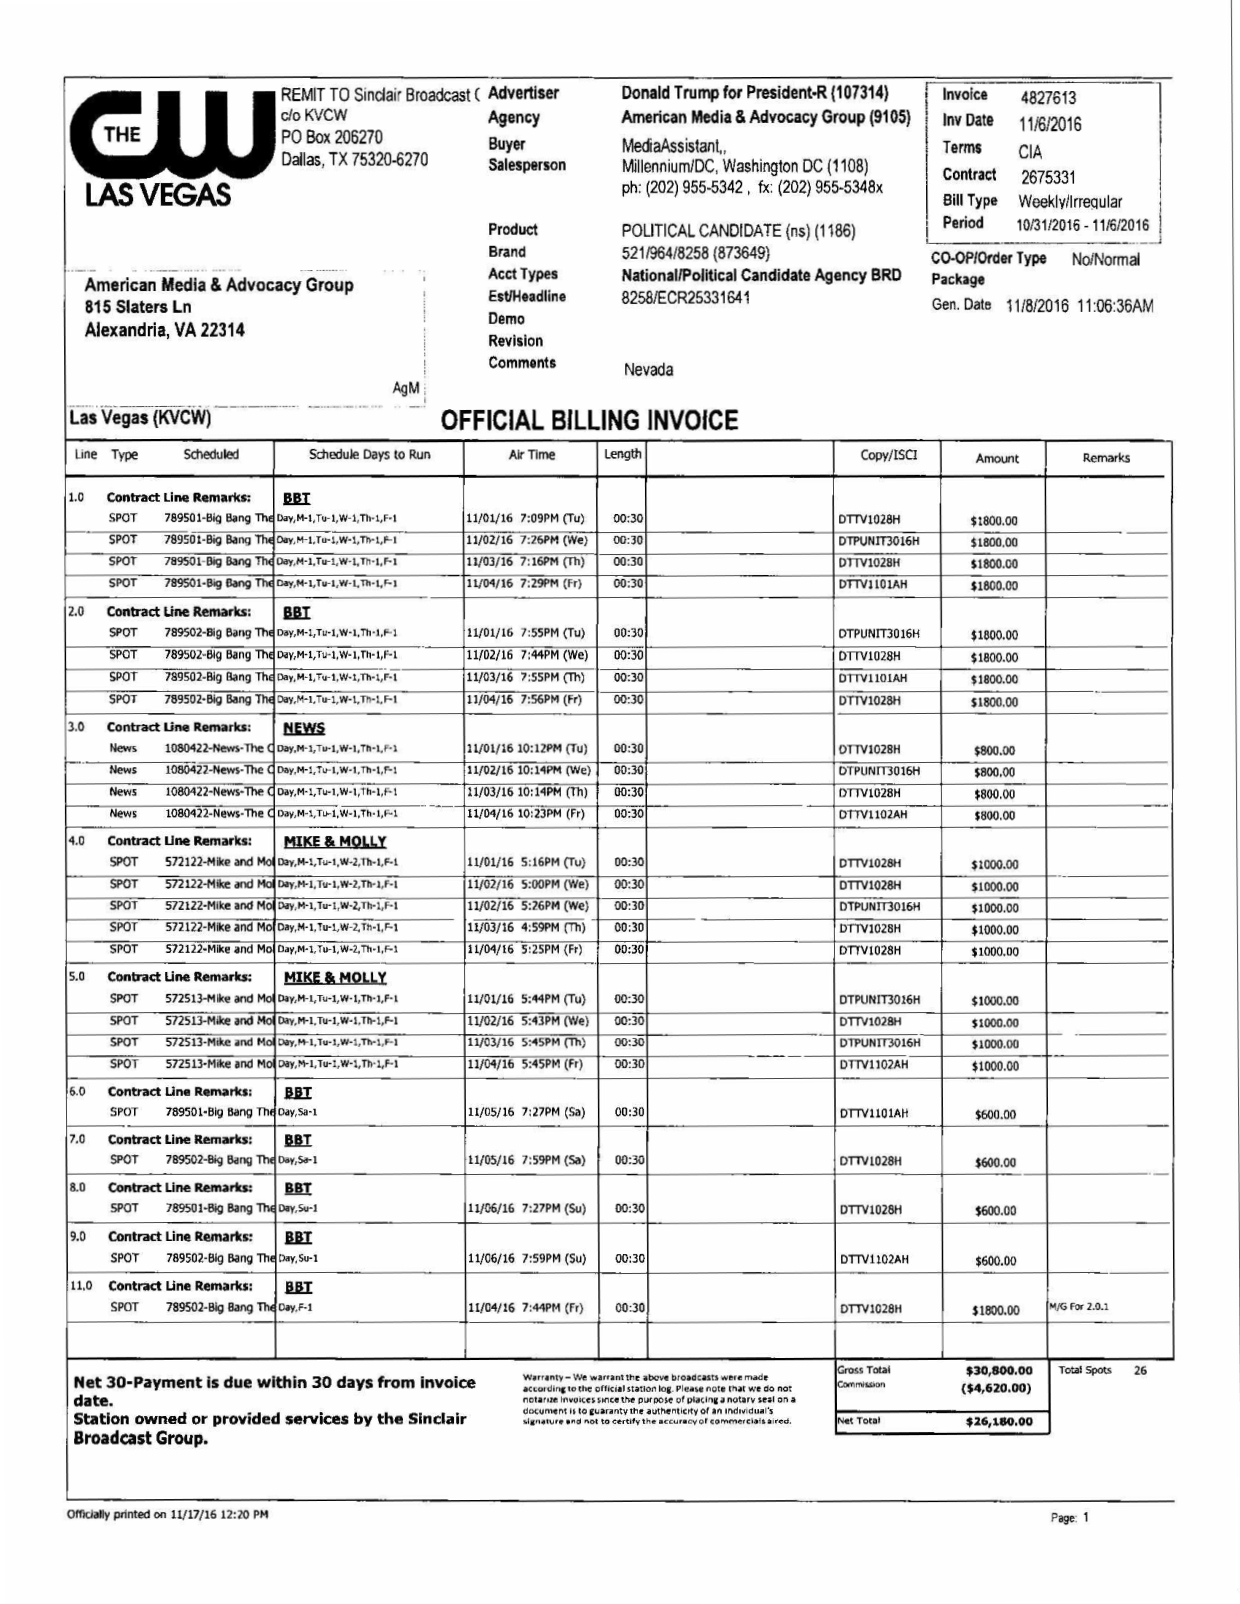 THE CW
LAS VEGAS
REMIT TO Sinclair Broadcast (
c/o KVCW
PO Box 206270
Dallas, TX 75320-6270
Advertiser Donald Trump for President-R (107314)
Agency American Media & Advocacy Group (9105)
Buyer MediaAssistant,,
Salesperson Millennium/DC, Washington DC (1108)
ph: (202) 955-5342 , fx: (202) 955-5348x
Product POLITICAL CANDIDATE (ns) (1186)
Brand 521/964/8258 (873649)
Acct Types National/Political Candidate Agency BRD
Est/Headline 8258/ECR25331641
Demo
Revision
Comments Nevada
Invoice 4827613
Inv Date 11/6/2016
Terms CIA
Contract 2675331
Bill Type Weekly/Irregular
Period 10/31/2016 - 11/6/2016
CO-OP/Order Type No/Normal
Package
Gen. Date 11/8/2016 11:06:36AM
American Media & Advocacy Group
815 Slaters Ln
Alexandria, VA 22314
AgM
Las Vegas (KVCW) OFFICIAL BILLING INVOICE
Line Type Scheduled Schedule Days to Run Air Time Length Copy/ISCI Amount Remarks
1.0 Contract Line Remarks: BBT
SPOT 789501-Big Bang The Day,M-1,Tu-1,W-1,Th-1,F-1 11/01/16 7:09PM (Tu) 00:30 DTTV1028H $1800.00
SPOT 789501-Big Bang The Day,M-1,Tu-1,W-1,Th-1,F-1 11/02/16 7:26PM (We) 00:30 DTPUNIT3016H $1800.00
SPOT 789501-Big Bang The Day,M-1,Tu-1,W-1,Th-1,F-1 11/03/16 7:16PM (Th) 00:30 DTTV1028H $1800.00
SPOT 789501-Big Bang The Day,M-1,Tu-1,W-1,Th-1,F-1 11/04/16 7:29PM (Fr) 00:30 DTTV1101AH $1800.00
2.0 Contract Line Remarks: BBT
SPOT 789502-Big Bang The Day,M-1,Tu-1,W-1,Th-1,F-1 11/01/16 7:55PM (Tu) 00:30 DTPUNIT3016H $1800.00
SPOT 789502-Big Bang The Day,M-1,Tu-1,W-1,Th-1,F-1 11/02/16 7:44PM (We) 00:30 DTTV1028H $1800.00
SPOT 789502-Big Bang The Day,M-1,Tu-1,W-1,Th-1,F-1 11/03/16 7:55PM (Th) 00:30 DTTV1101AH $1800.00
SPOT 789502-Big Bang The Day,M-1,Tu-1,W-1,Th-1,F-1 11/04/16 7:56PM (Fr) 00:30 DTTV1028H $1800.00
3.0 Contract Line Remarks: NEWS
News 1080422-News-The C Day,M-1,Tu-1,W-1,Th-1,F-1 11/01/16 10:12PM (Tu) 00:30 DTTV1028H $800.00
News 1080422-News-The C Day,M-1,Tu-1,W-1,Th-1,F-1 11/02/16 10:14PM (We) 00:30 DTPUNIT3016H $800.00
News 1080422-News-The C Day,M-1,Tu-1,W-1,Th-1,F-1 11/03/16 10:14PM (Th) 00:30 DTTV1028H $800.00
News 1080422-News-The C Day,M-1,Tu-1,W-1,Th-1,F-1 11/04/16 10:23PM (Fr) 00:30 DTTV1102AH $800.00
4.0 Contract Line Remarks: MIKE & MOLLY
SPOT 572122-Mike and Mol Day,M-1,Tu-1,W-2,Th-1,F-1 11/01/16 5:16PM (Tu) 00:30 DTTV1028H $1000.00
SPOT 572122-Mike and Mol Day,M-1,Tu-1,W-2,Th-1,F-1 11/02/16 5:00PM (We) 00:30 DTTV1028H $1000.00
SPOT 572122-Mike and Mol Day,M-1,Tu-1,W-2,Th-1,F-1 11/02/16 5:26PM (We) 00:30 DTPUNIT3016H $1000.00
SPOT 572122-Mike and Mol Day,M-1,Tu-1,W-2,Th-1,F-1 11/03/16 4:59PM (Th) 00:30 DTTV1028H $1000.00
SPOT 572122-Mike and Mol Day,M-1,Tu-1,W-2,Th-1,F-1 11/04/16 5:25PM (Fr) 00:30 DTTV1028H $1000.00
5.0 Contract Line Remarks: MIKE & MOLLY
SPOT 572513-Mike and Mol Day,M-1,Tu-1,W-1,Th-1,F-1 11/01/16 5:44PM (Tu) 00:30 DTPUNIT3016H $1000.00
SPOT 572513-Mike and Mol Day,M-1,Tu-1,W-1,Th-1,F-1 11/02/16 5:43PM (We) 00:30 DTTV1028H $1000.00
SPOT 572513-Mike and Mol Day,M-1,Tu-1,W-1,Th-1,F-1 11/03/16 5:45PM (Th) 00:30 DTPUNIT3016H $1000.00
SPOT 572513-Mike and Mol Day,M-1,Tu-1,W-1,Th-1,F-1 11/04/16 5:45PM (Fr) 00:30 DTTV1102AH $1000.00
6.0 Contract Line Remarks: BBT
SPOT 789501-Big Bang The Day,Sa-1 11/05/16 7:27PM (Sa) 00:30 DTTV1101AH $600.00
7.0 Contract Line Remarks: BBT
SPOT 789502-Big Bang The Day,Sa-1 11/05/16 7:59PM (Sa) 00:30 DTTV1028H $600.00
8.0 Contract Line Remarks: BBT
SPOT 789501-Big Bang The Day,Su-1 11/06/16 7:27PM (Su) 00:30 DTTV1028H $600.00
9.0 Contract Line Remarks: BBT
SPOT 789502-Big Bang The Day,Su-1 11/06/16 7:59PM (Su) 00:30 DTTV1102AH $600.00
11.0 Contract Line Remarks: BBT
SPOT 789502-Big Bang The Day,F-1 11/04/16 7:44PM (Fr) 00:30 DTTV1028H $1800.00 M/G For 2.0.1
Net 30-Payment is due within 30 days from invoice
date.
Station owned or provided services by the Sinclair
Broadcast Group.
Warranty – We warrant the above broadcasts were made
according to the official station log. Please note that we do not
notarize invoices since the purpose of placing a notary seal on a
document is to guaranty the authenticity of an individual's
signature and not to certify the accuracy of commercials aired.
Gross Total $30,800.00 Total Spots 26
Commission ($4,620.00)
Net Total $26,180.00
Officially printed on 11/17/16 12:20 PM
Page: 1